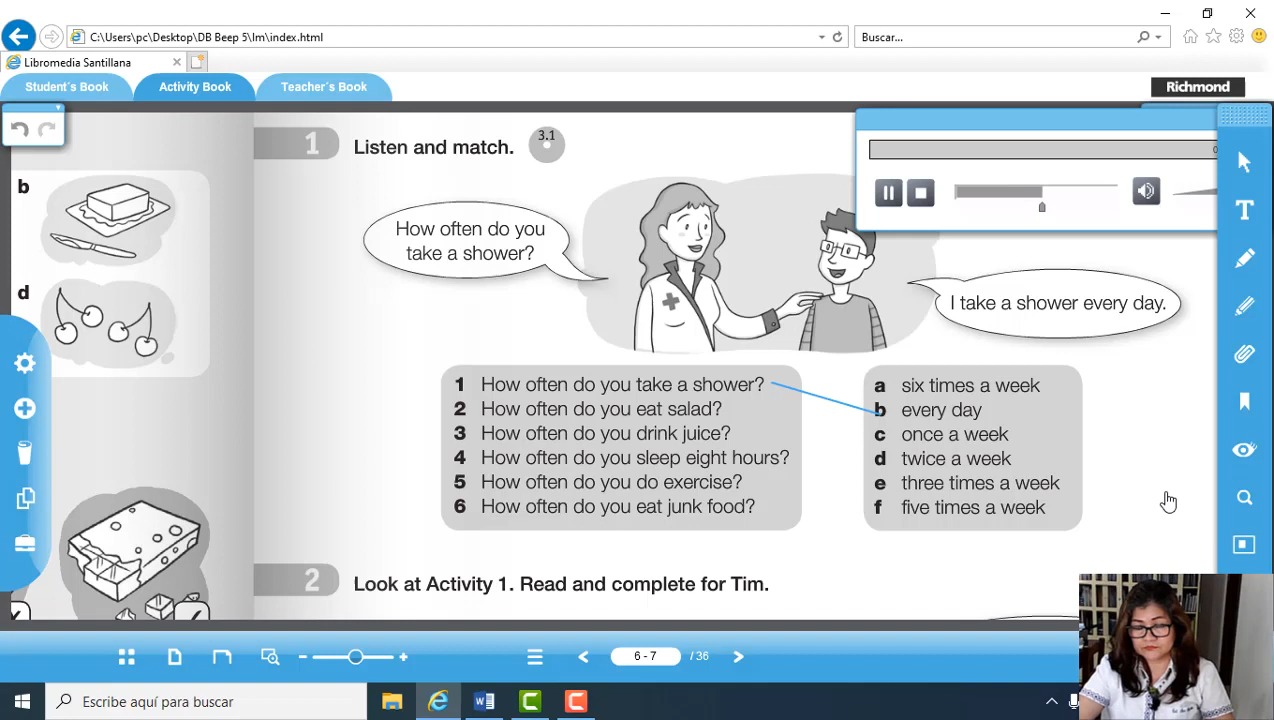 C:\Users\pc\Desktop\DB Beep 5\lm\index.html
Buscar...
Libromedia Santillana
Student's Book
Activity Book
Teacher's Book
Richmond
1 Listen and match. 3.1
b
d
How often do you
take a shower?
I take a shower every day.
1 How often do you take a shower?
2 How often do you eat salad?
3 How often do you drink juice?
4 How often do you sleep eight hours?
5 How often do you do exercise?
6 How often do you eat junk food?
a six times a week
b every day
c once a week
d twice a week
e three times a week
f five times a week
2 Look at Activity 1. Read and complete for Tim.
6 - 7 / 36
Escribe aquí para buscar